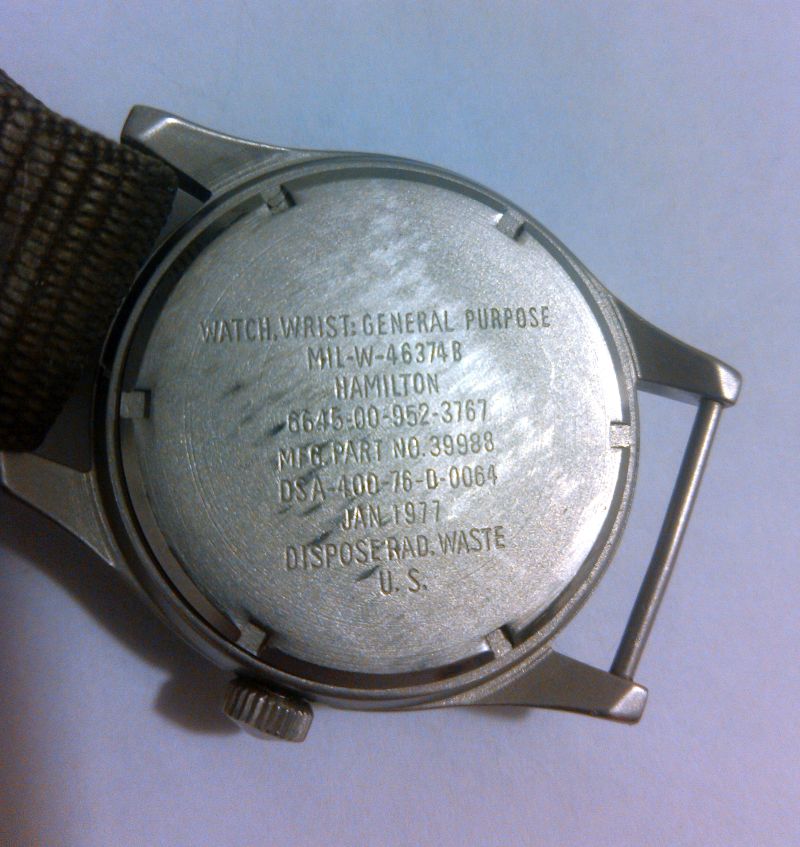 WATCH, WRIST: GENERAL PURPOSE
MIL-W-46374B
HAMILTON
6645-00-952-3767
MFG. PART NO. 39988
DSA-400-76-D-0064
JAN 1977
DISPOSE RAD. WASTE
U. S.